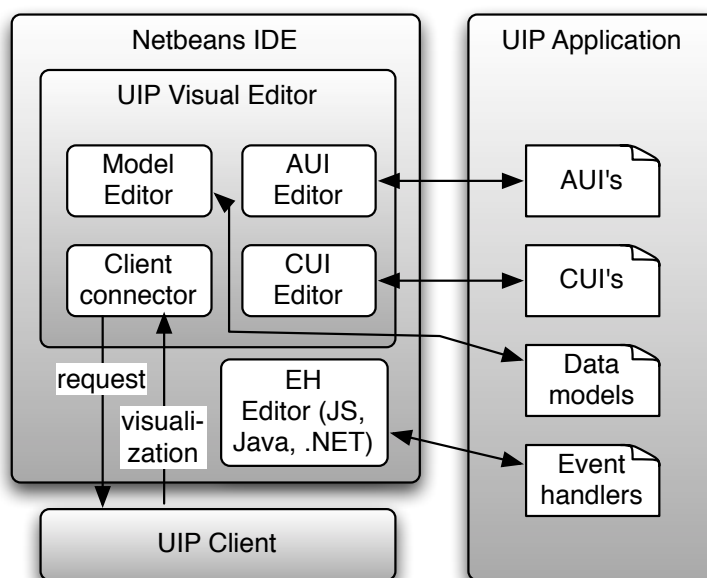 Netbeans IDE
UIP Visual Editor
Model
Editor
AUI
Editor
Client
connector
CUI
Editor
request
visuali-
zation
EH
Editor (JS,
Java, .NET)
UIP Client
UIP Application
AUI's
CUI's
Data
models
Event
handlers